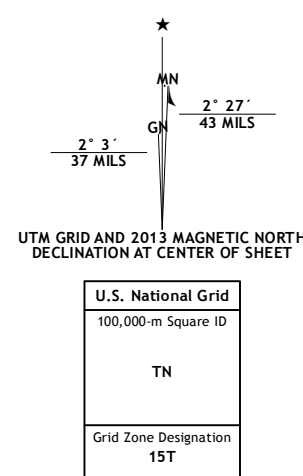 ★
MN
GN
2° 27´
43 MILS
2° 3´
37 MILS
UTM GRID AND 2013 MAGNETIC NORTH
DECLINATION AT CENTER OF SHEET
U.S. National Grid
100,000-m Square ID
TN
Grid Zone Designation
15T